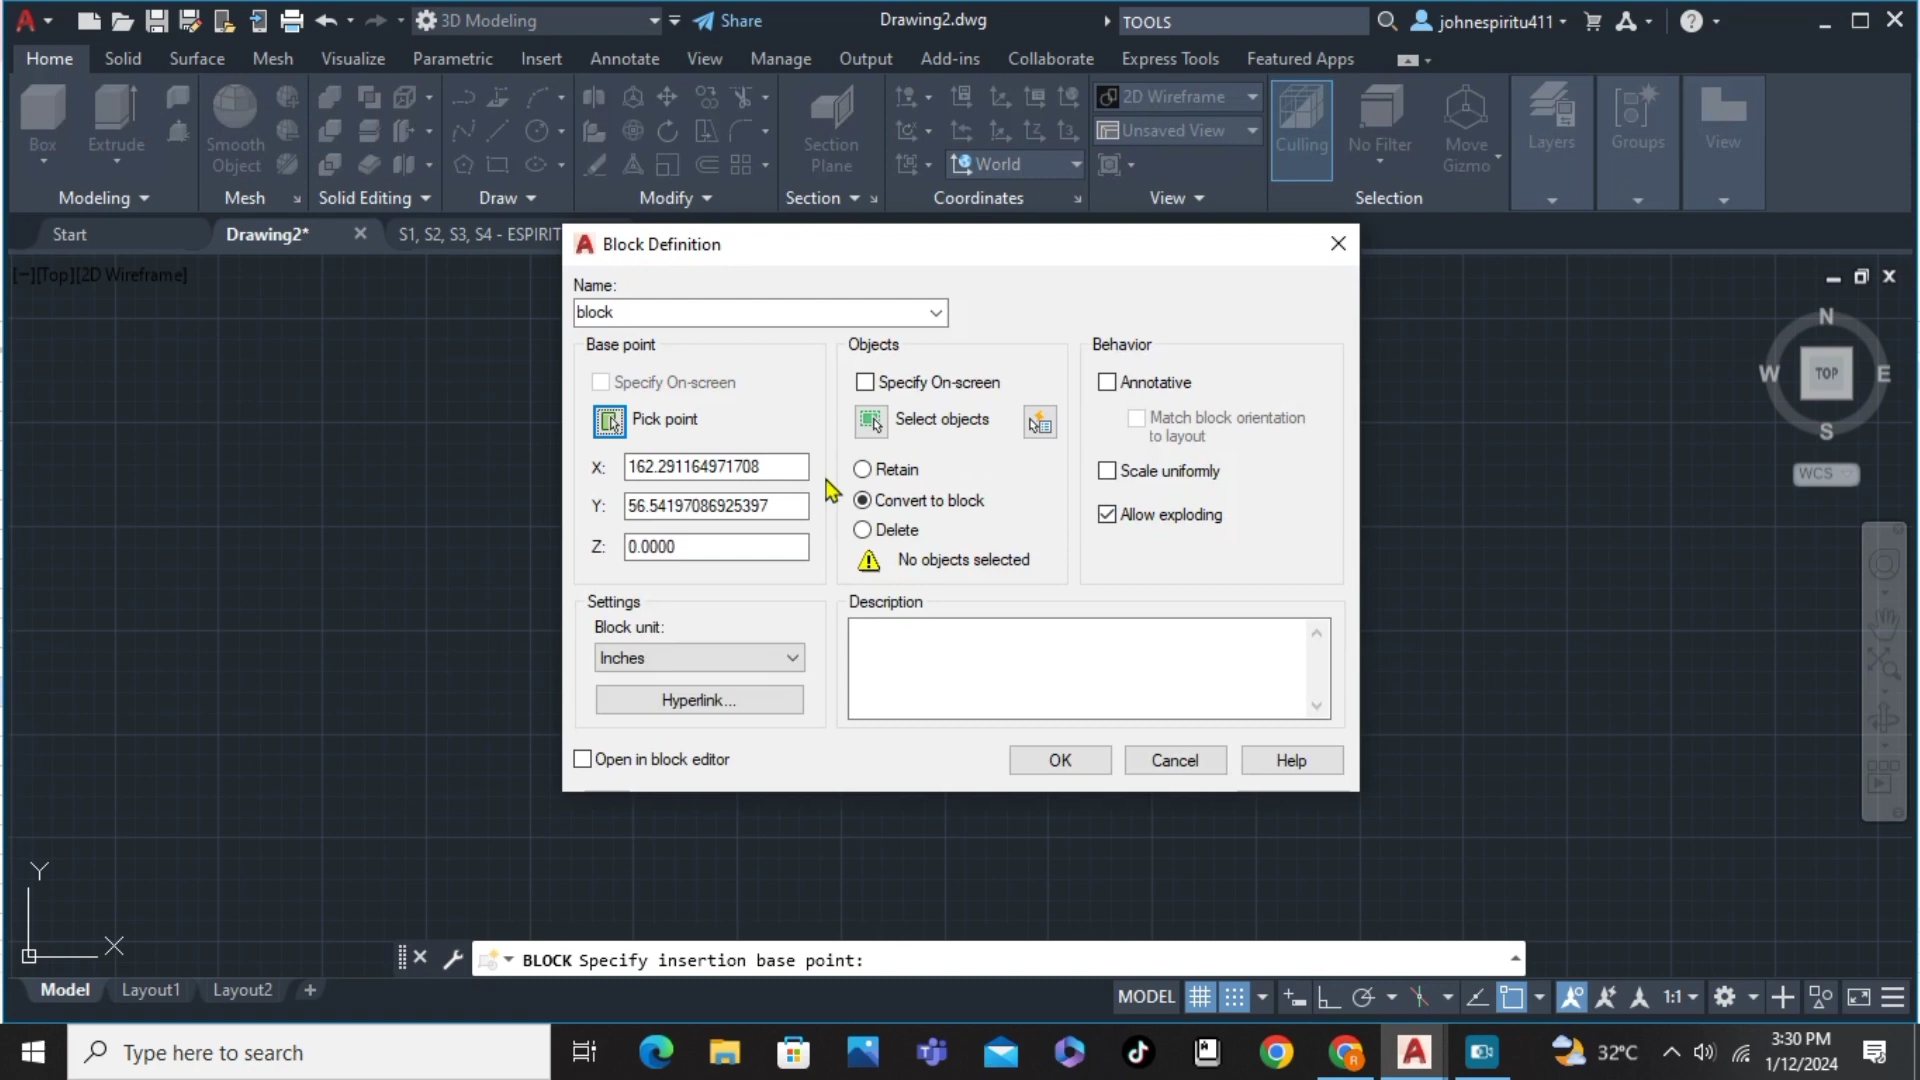 3D Modeling
Share
Drawing2.dwg
TOOLS
johnespiritu411
Home Solid Surface Mesh Visualize Parametric Insert Annotate View Manage Output Add-ins Collaborate Express Tools Featured Apps
Box
Extrude
Smooth
Object
Section
Plane
World
2D Wireframe
Unsaved View
Culling
No Filter
Move
Gizmo
Layers
Groups
View
Modeling Mesh Solid Editing Draw Modify Section Coordinates View Selection
Start
Drawing2*
S1, S2, S3, S4 - ESPIRIT
[−][Top][2D Wireframe]
Block Definition
Name:
block
Base point
Specify On-screen
Pick point
X: 162.291164971708
Y: 56.54197086925397
Z: 0.0000
Objects
Specify On-screen
Select objects
Retain
Convert to block
Delete
No objects selected
Behavior
Annotative
Match block orientation
to layout
Scale uniformly
Allow exploding
Settings
Block unit:
Inches
Hyperlink...
Description
Open in block editor
OK
Cancel
Help
N
W TOP E
S
WCS
Y
X
BLOCK Specify insertion base point:
Model Layout1 Layout2 +
MODEL
1:1
Type here to search
32°C
3:30 PM
1/12/2024